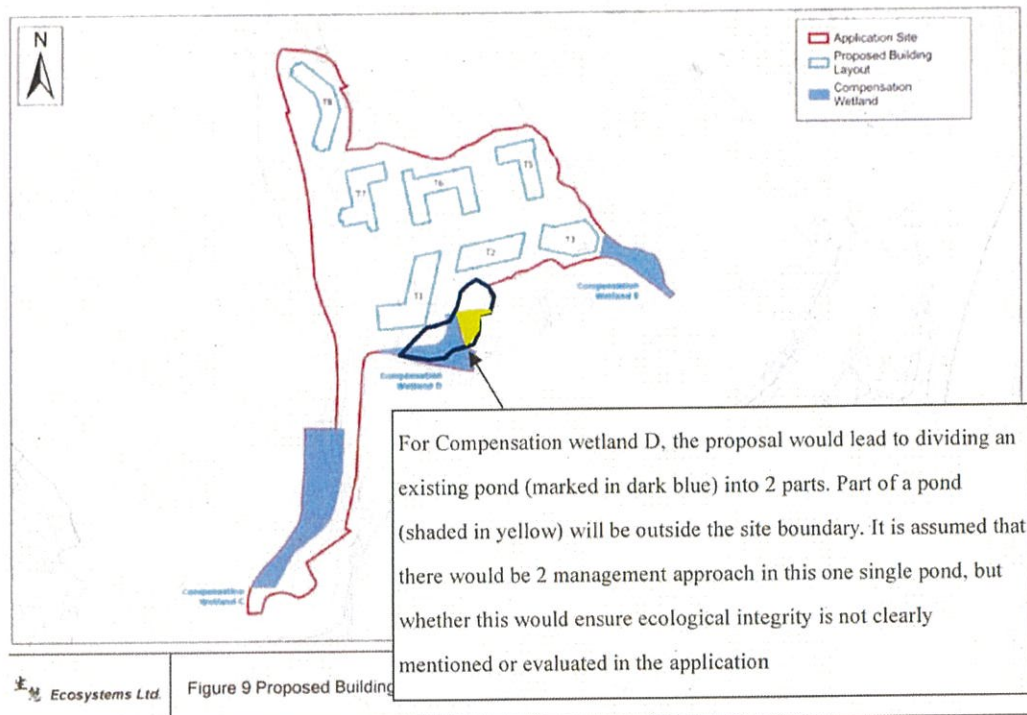 N
Application Site
Proposed Building
Layout
Compensation
Wetland
T8
T7
T6
T5
T3
T2
T1
Compensation
Wetland E
Compensation
Wetland D
Compensation
Wetland C
For Compensation wetland D, the proposal would lead to dividing an
existing pond (marked in dark blue) into 2 parts. Part of a pond
(shaded in yellow) will be outside the site boundary. It is assumed that
there would be 2 management approach in this one single pond, but
whether this would ensure ecological integrity is not clearly
mentioned or evaluated in the application
Ecosystems Ltd.
Figure 9 Proposed Building